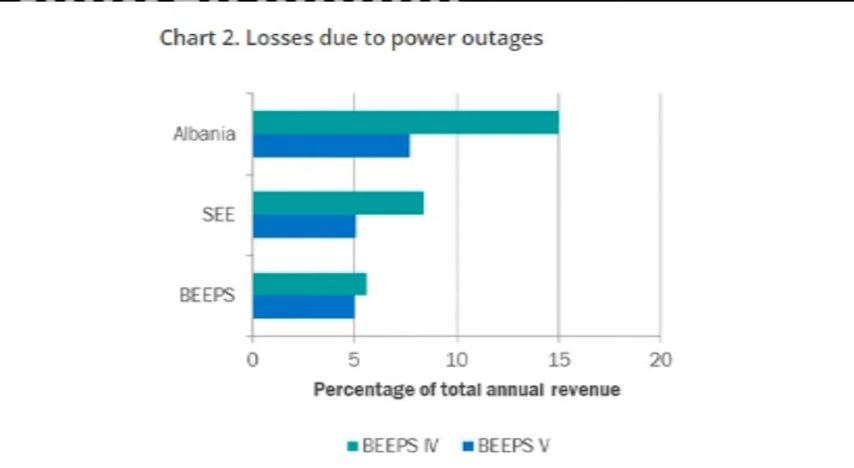 Chart 2. Losses due to power outages
Albania
SEE
BEEPS
0 5 10 15 20
Percentage of total annual revenue
BEEPS IV BEEPS V